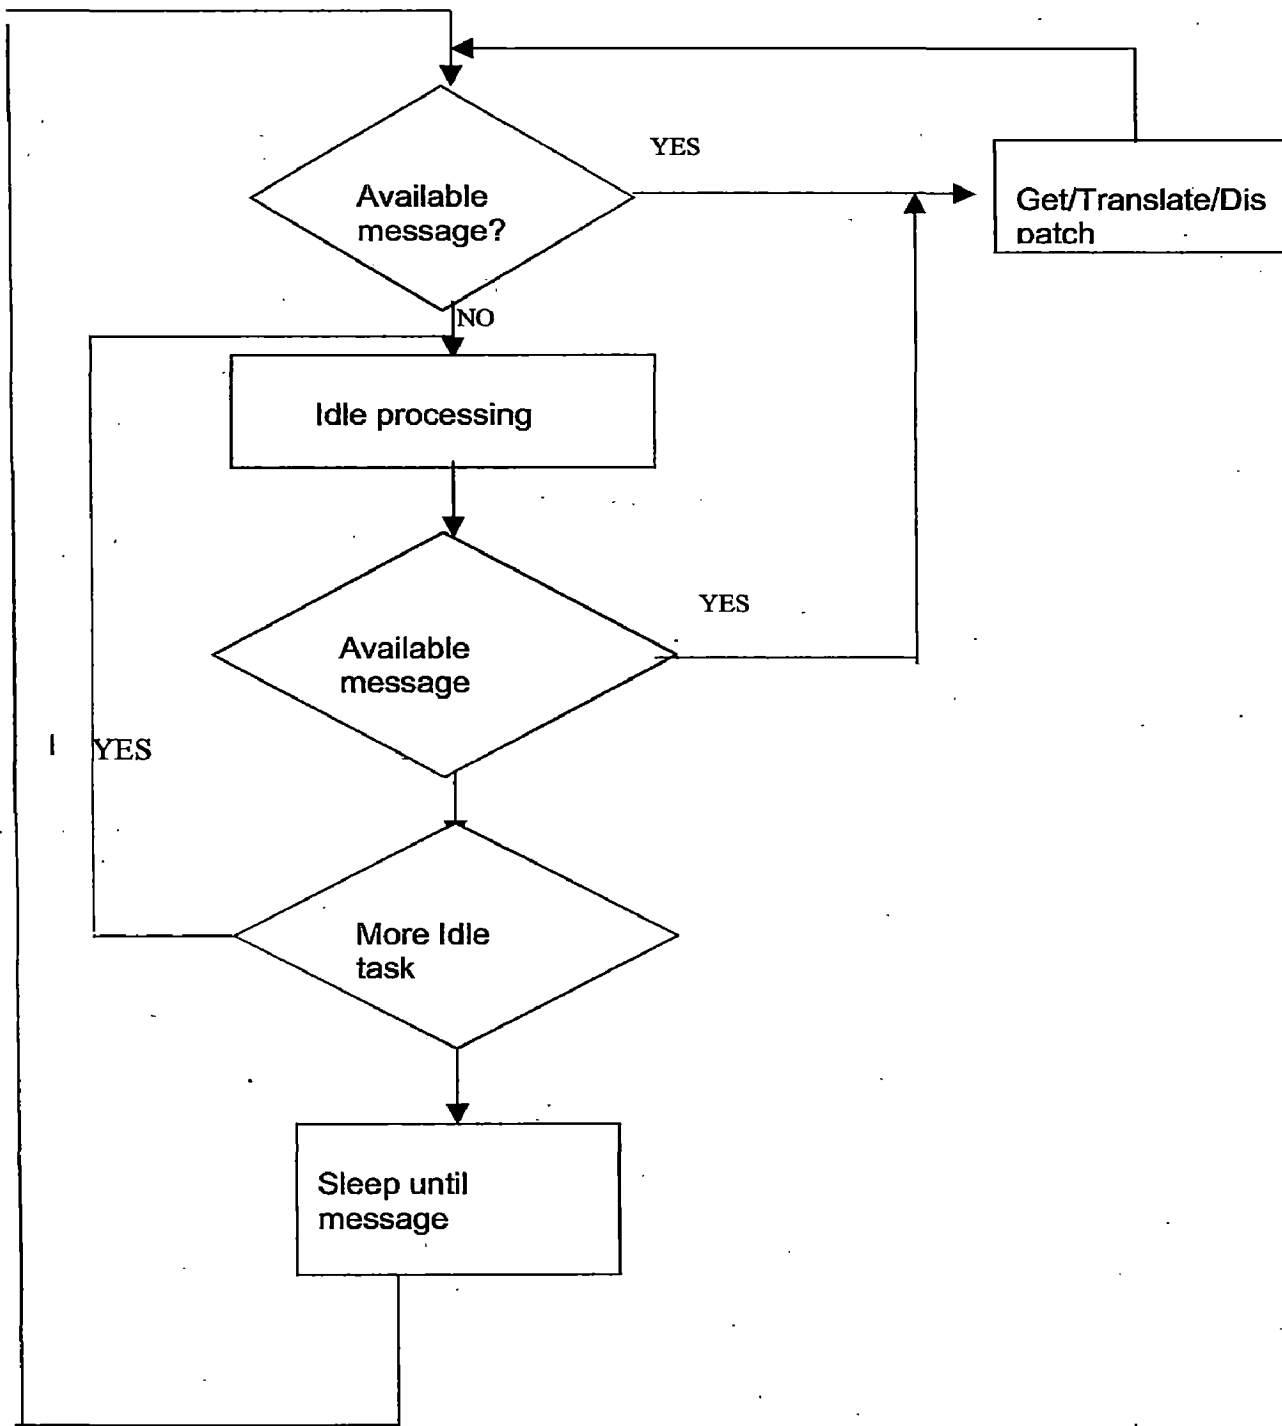 YES
Available
message?
Get/Translate/Dis
patch
NO
Idle processing
YES
Available
message
YES
More Idle
task
Sleep until
message